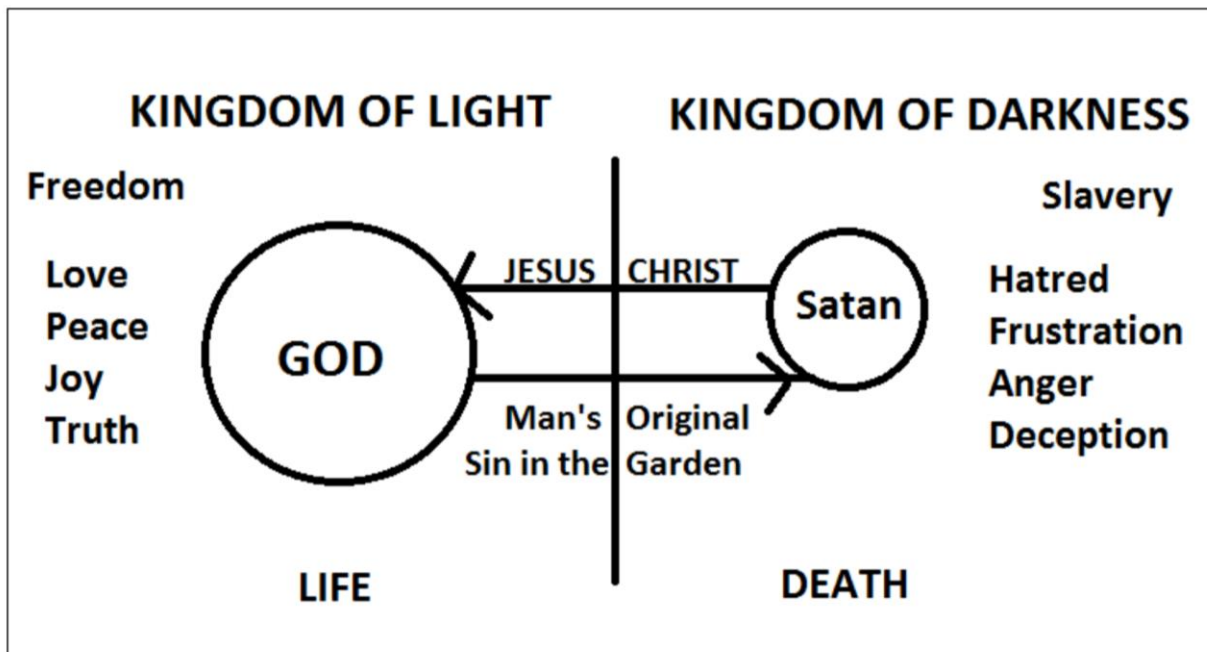 KINGDOM OF LIGHT
KINGDOM OF DARKNESS
Freedom
Slavery
Love
Peace
Joy
Truth
GOD
JESUS CHRIST
Satan
Man's Original
Sin in the Garden
Hatred
Frustration
Anger
Deception
LIFE
DEATH